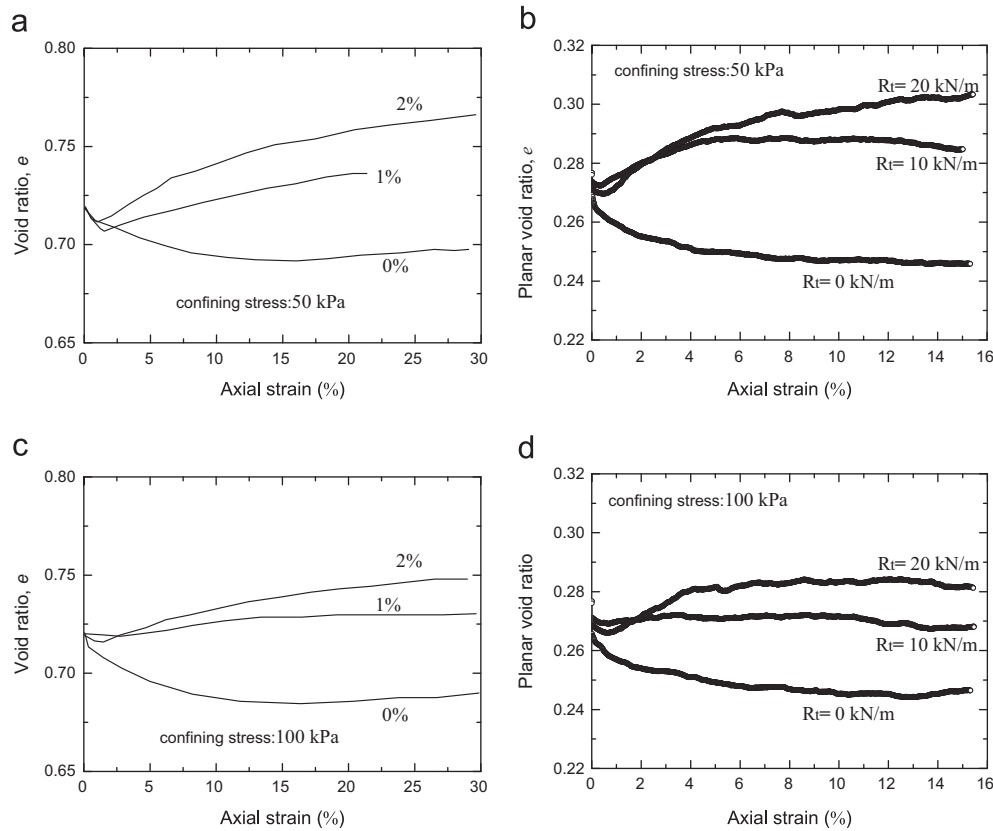 a
0.80
0.75
0.70
0.65
Void ratio, e
2%
1%
0%
confining stress:50 kPa
0 5 10 15 20 25 30
Axial strain (%)
b
0.32
0.30
0.28
0.26
0.24
0.22
Planar void ratio, e
confining stress:50 kPa
Rt= 20 kN/m
Rt= 10 kN/m
Rt= 0 kN/m
0 2 4 6 8 10 12 14 16
Axial strain (%)
c
0.80
0.75
0.70
0.65
Void ratio, e
2%
1%
0%
confining stress:100 kPa
0 5 10 15 20 25 30
Axial strain (%)
d
0.32
0.30
0.28
0.26
0.24
0.22
Planar void ratio
confining stress:100 kPa
Rt= 20 kN/m
Rt= 10 kN/m
Rt= 0 kN/m
0 2 4 6 8 10 12 14 16
Axial strain (%)